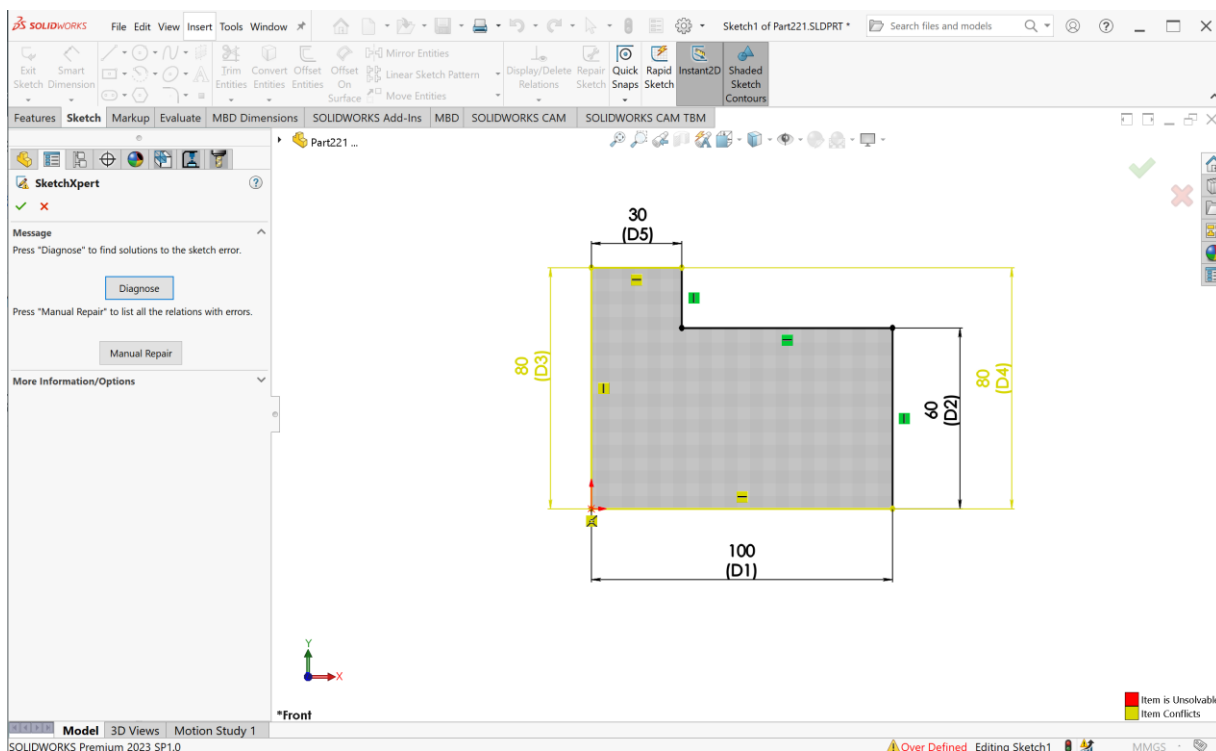 SOLIDWORKS File Edit View Insert Tools Window Sketch1 of Part221.SLDPRT * Search files and models
Exit Sketch
Smart Dimension
Trim Entities
Convert Entities
Offset Entities
Offset On Surface
Mirror Entities
Linear Sketch Pattern
Move Entities
Display/Delete Relations
Repair Sketch
Quick Snaps
Rapid Sketch
Instant2D
Shaded Sketch Contours
Features Sketch Markup Evaluate MBD Dimensions SOLIDWORKS Add-Ins MBD SOLIDWORKS CAM SOLIDWORKS CAM TBM
Part221 ...
SketchXpert
Message
Press "Diagnose" to find solutions to the sketch error.
Diagnose
Press "Manual Repair" to list all the relations with errors.
Manual Repair
More Information/Options
30
(D5)
80
(D3)
80
(D4)
60
(D2)
100
(D1)
Y
X
*Front
Item is Unsolvable
Item Conflicts
Model 3D Views Motion Study 1
SOLIDWORKS Premium 2023 SP1.0 Over Defined Editing Sketch1 MMGS